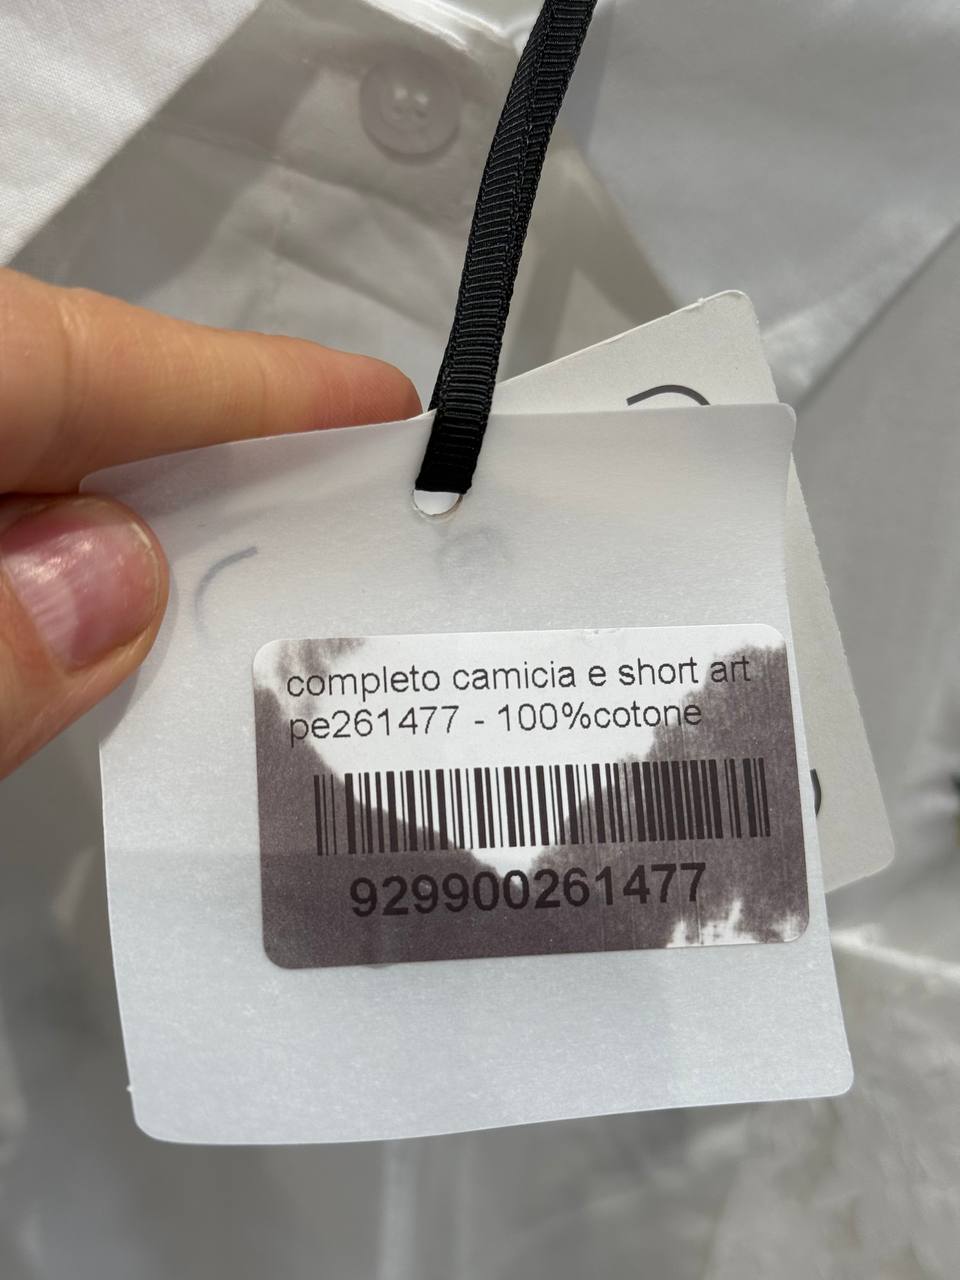 completo camicia e short art
pe261477 - 100%cotone
929900261477